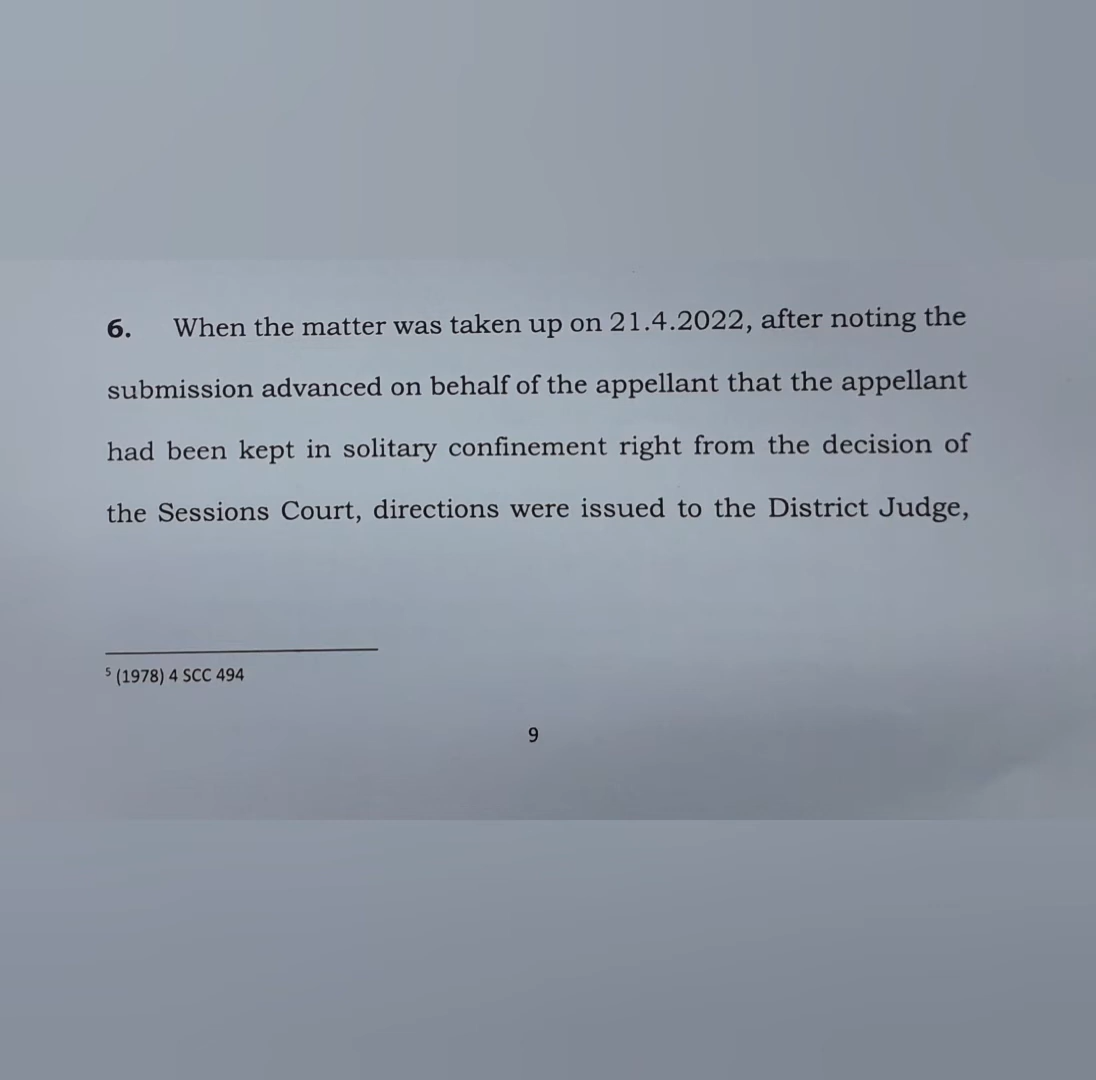 6. When the matter was taken up on 21.4.2022, after noting the
submission advanced on behalf of the appellant that the appellant
had been kept in solitary confinement right from the decision of
the Sessions Court, directions were issued to the District Judge,
5 (1978) 4 SCC 494
9